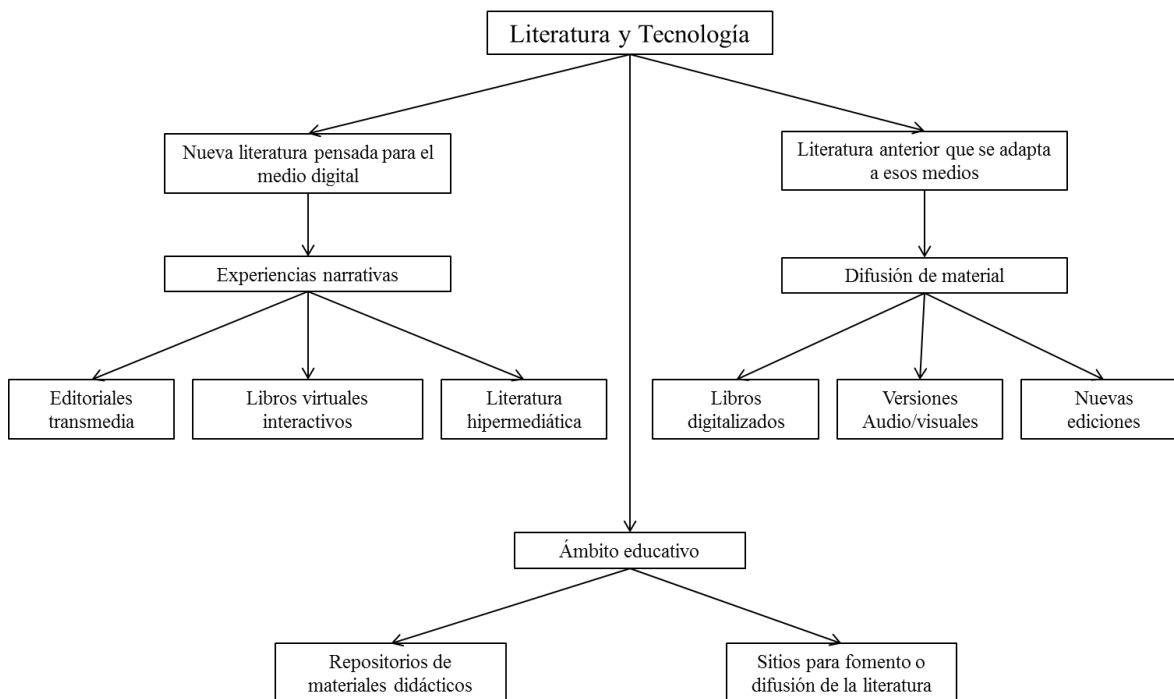 Literatura y Tecnología
Nueva literatura pensada para el
medio digital
Literatura anterior que se adapta
a esos medios
Experiencias narrativas
Difusión de material
Editoriales
transmedia
Libros virtuales
interactivos
Literatura
hipermediática
Libros
digitalizados
Versiones
Audio/visuales
Nuevas
ediciones
Ámbito educativo
Repositorios de
materiales didácticos
Sitios para fomento o
difusión de la literatura